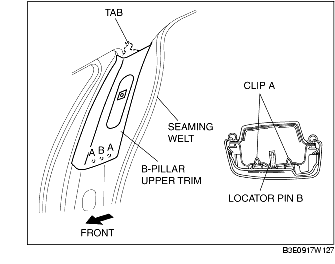 TAB
CLIP A
SEAMING
WELT
A B A
B-PILLAR
UPPER TRIM
LOCATOR PIN B
FRONT
B3E0917W127